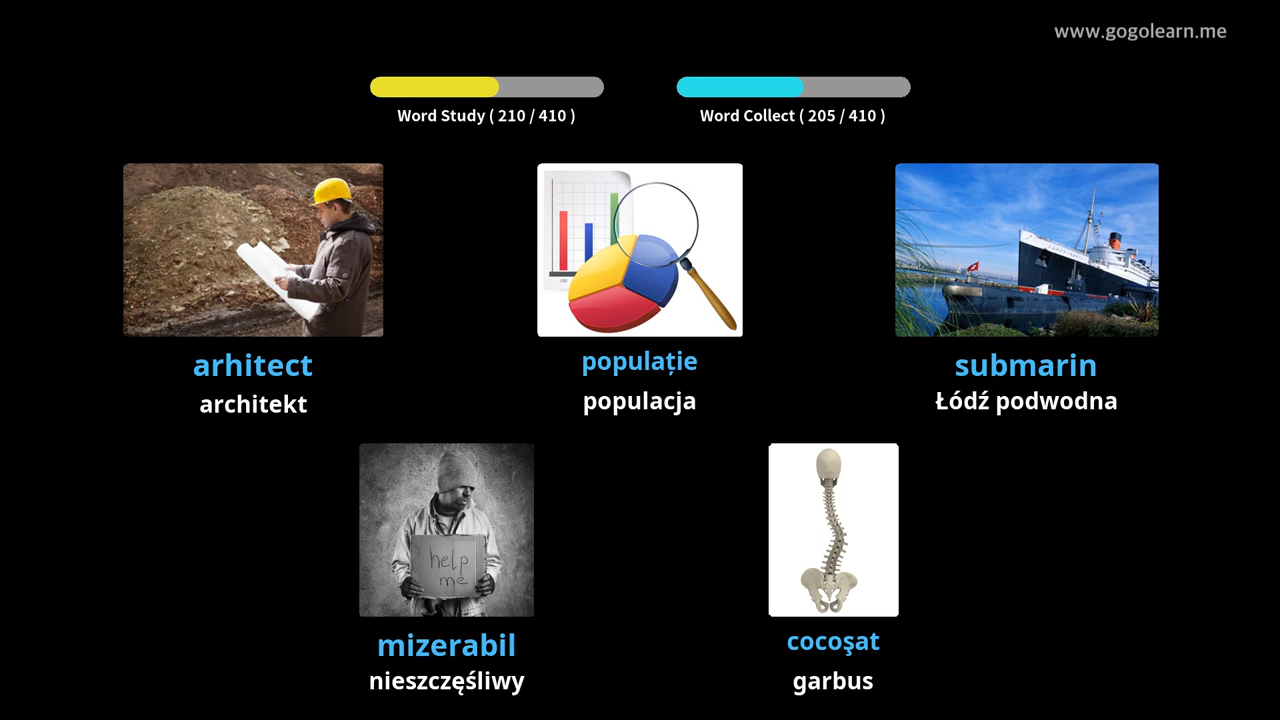 www.gogolearn.me
Word Study ( 210 / 410 )
Word Collect ( 205 / 410 )
arhitect
architekt
populație
populacja
submarin
Łódź podwodna
help
me
mizerabil
nieszczęśliwy
cocoşat
garbus